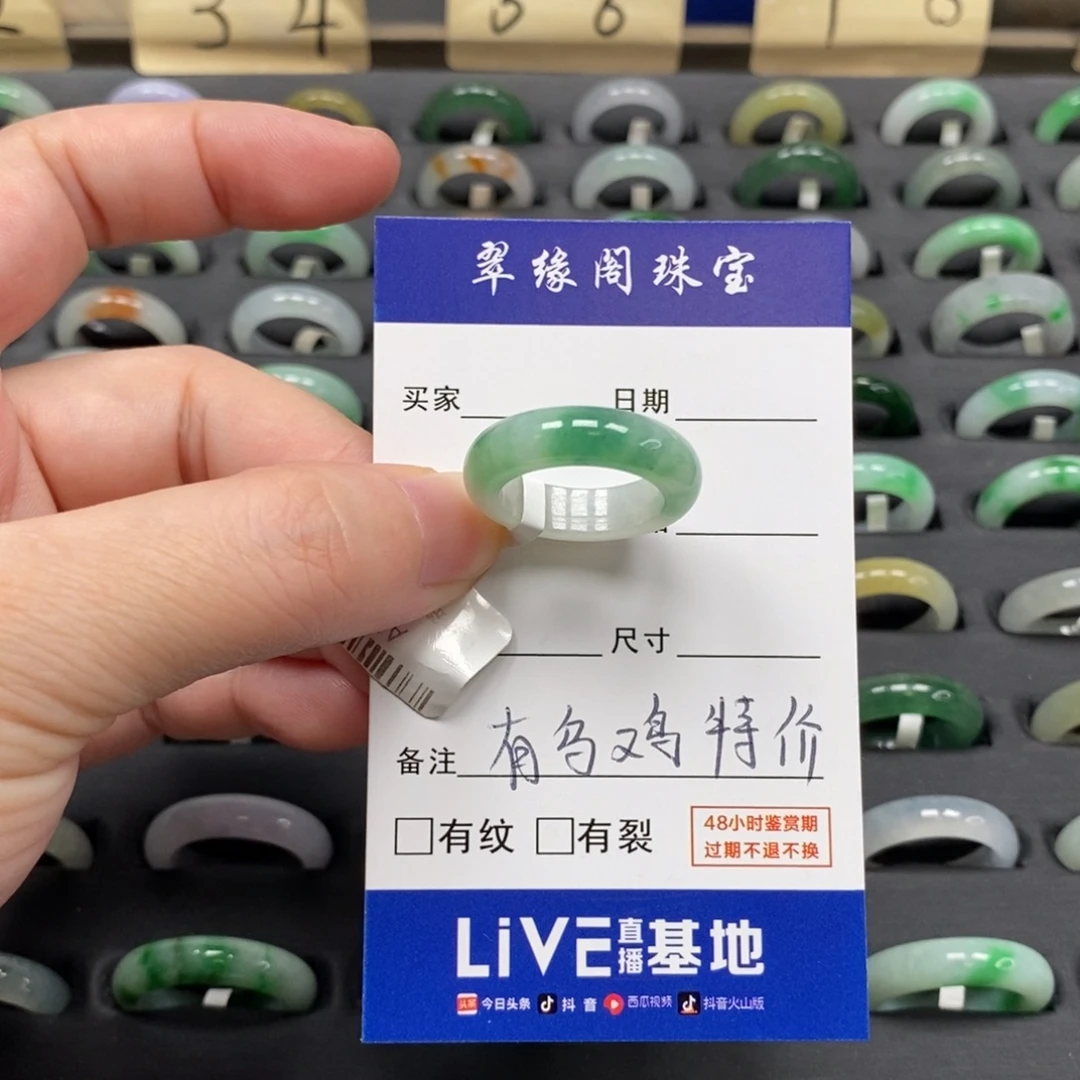 3 4
翠缘阁珠宝
买家 日期
尺寸
备注 有乌鸡特价
有纹 有裂
48小时鉴赏期
过期不退不换
LiVE直播基地
今日头条 抖音 西瓜视频 抖音火山版